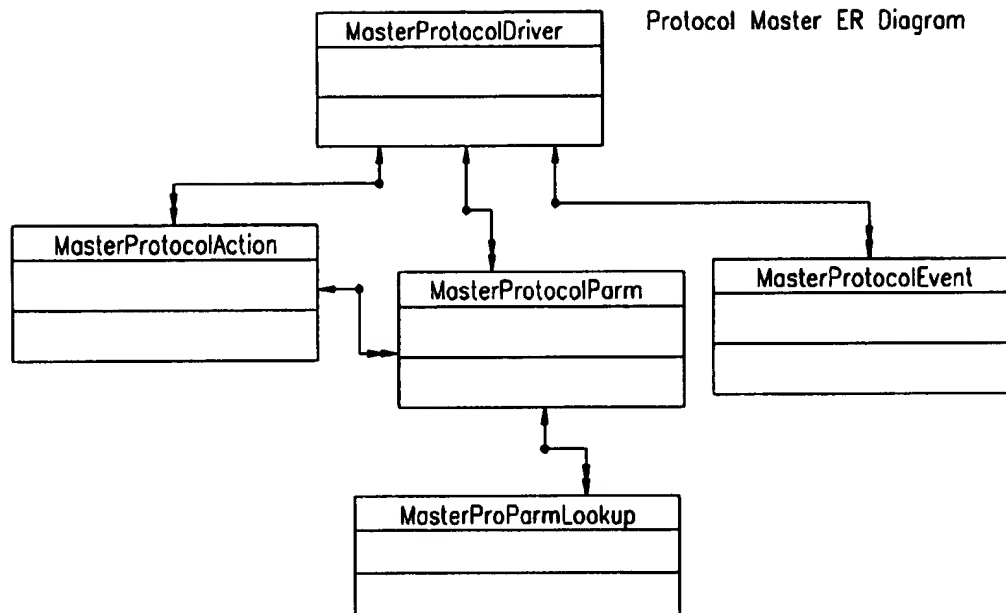 Protocol Master ER Diagram
MasterProtocolDriver
MasterProtocolAction
MasterProtocolParm
MasterProtocolEvent
MasterProParmLookup